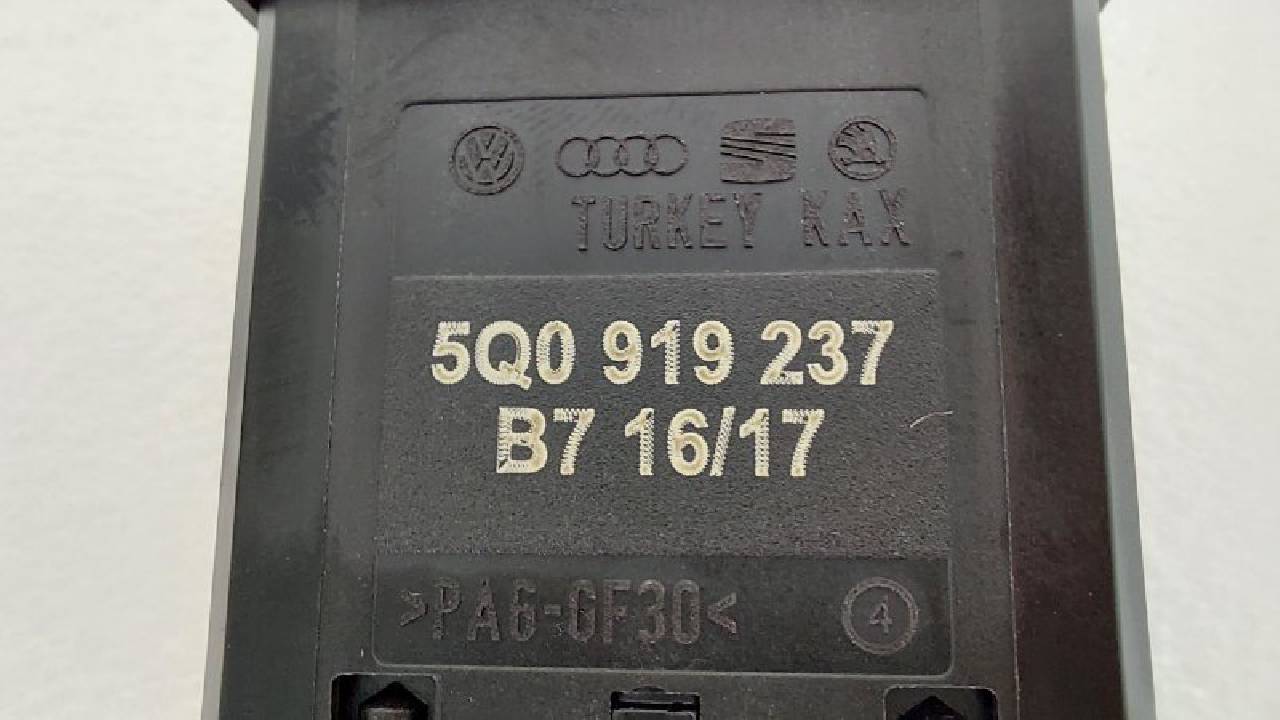 TURKEY KAX
5Q0 919 237
B7 16/17
>PA6-GF30<
4